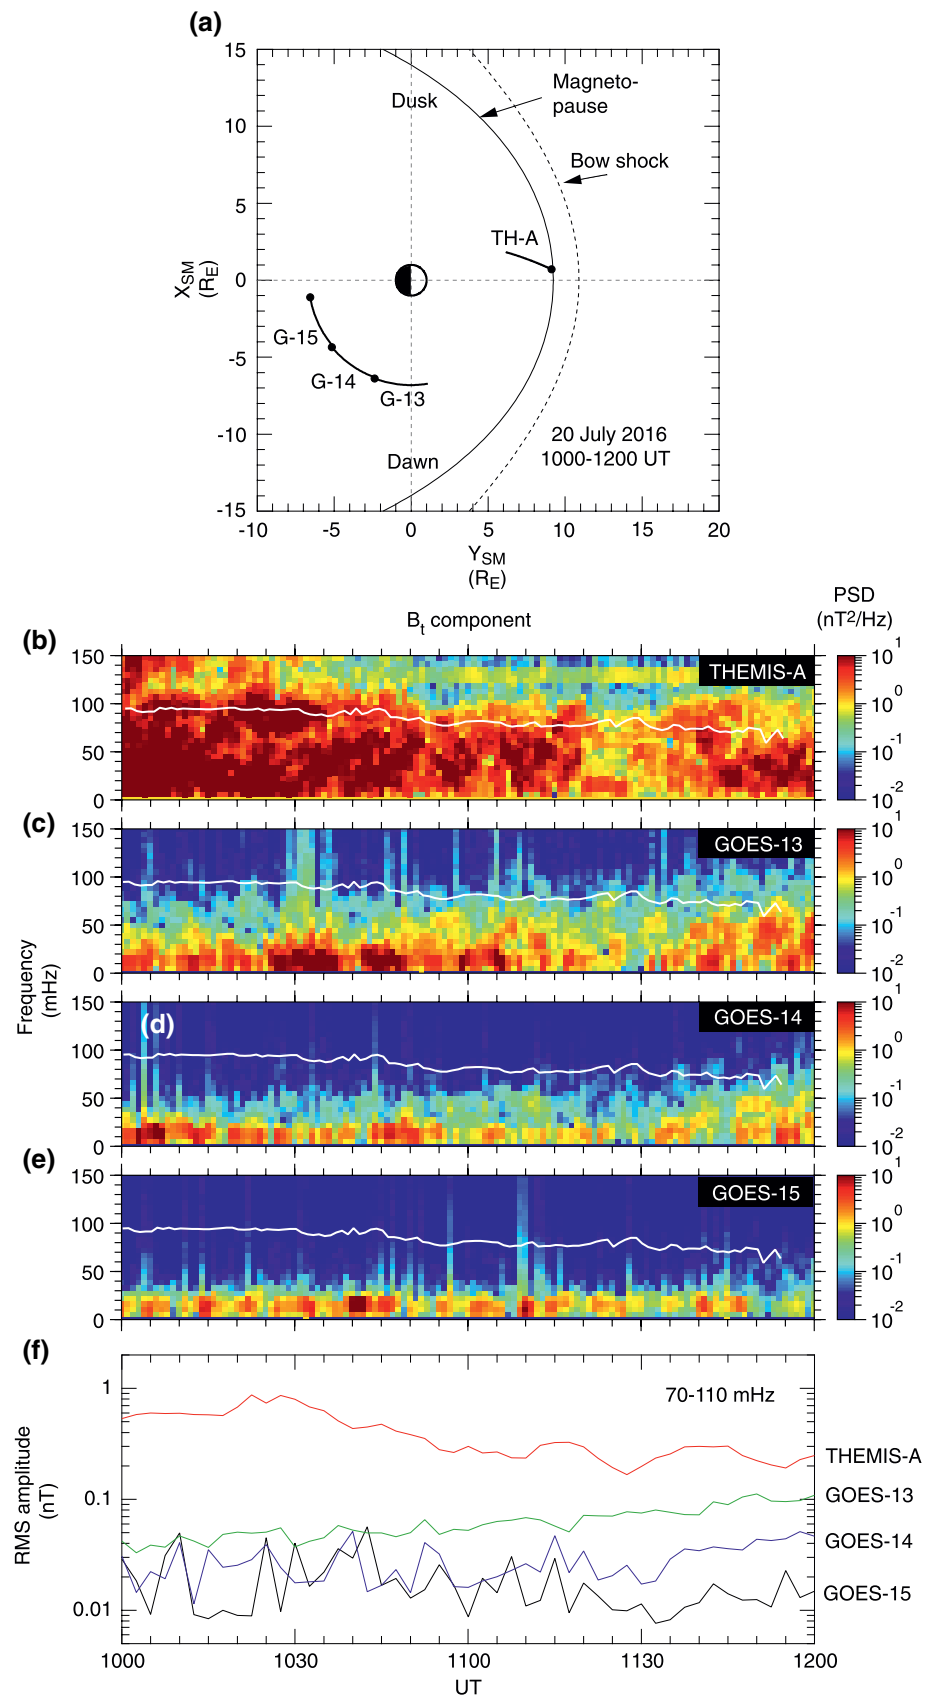 (a)
15
10
5
0
-5
-10
-15
X_SM
(R_E)
Dusk
Magneto-
pause
Bow shock
TH-A
G-15
G-14
G-13
Dawn
20 July 2016
1000-1200 UT
-10 -5 0 5 10 15 20
Y_SM
(R_E)
B_t component
PSD
(nT²/Hz)
(b)
THEMIS-A
150
100
50
0
10^1
10^0
10^-1
10^-2
(c)
GOES-13
150
100
50
0
10^1
10^0
10^-1
10^-2
Frequency
(mHz)
(d)
GOES-14
150
100
50
0
10^1
10^0
10^-1
10^-2
(e)
GOES-15
150
100
50
0
10^1
10^0
10^-1
10^-2
(f)
70-110 mHz
1
0.1
0.01
RMS amplitude
(nT)
THEMIS-A
GOES-13
GOES-14
GOES-15
1000 1030 1100 1130 1200
UT